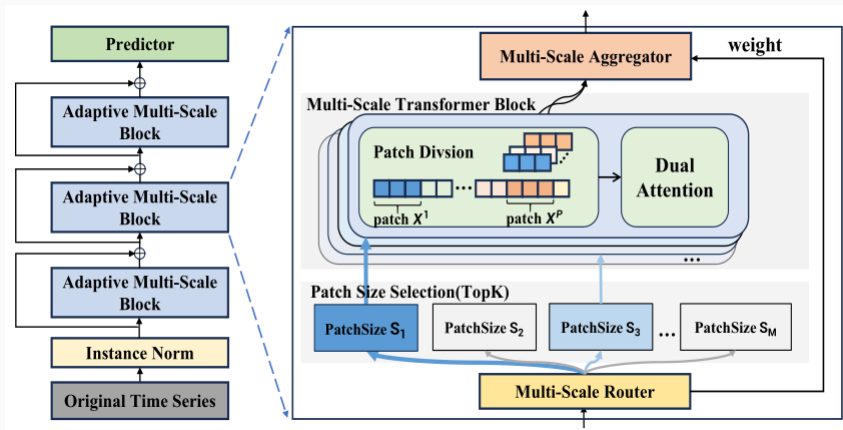 Predictor
Adaptive Multi-Scale
Block
Adaptive Multi-Scale
Block
Adaptive Multi-Scale
Block
Instance Norm
Original Time Series
Multi-Scale Aggregator
weight
Multi-Scale Transformer Block
Patch Divsion
...
...
patch X¹
patch Xᴾ
Dual
Attention
...
Patch Size Selection(TopK)
PatchSize S₁
PatchSize S₂
PatchSize S₃
...
PatchSize S_M
Multi-Scale Router